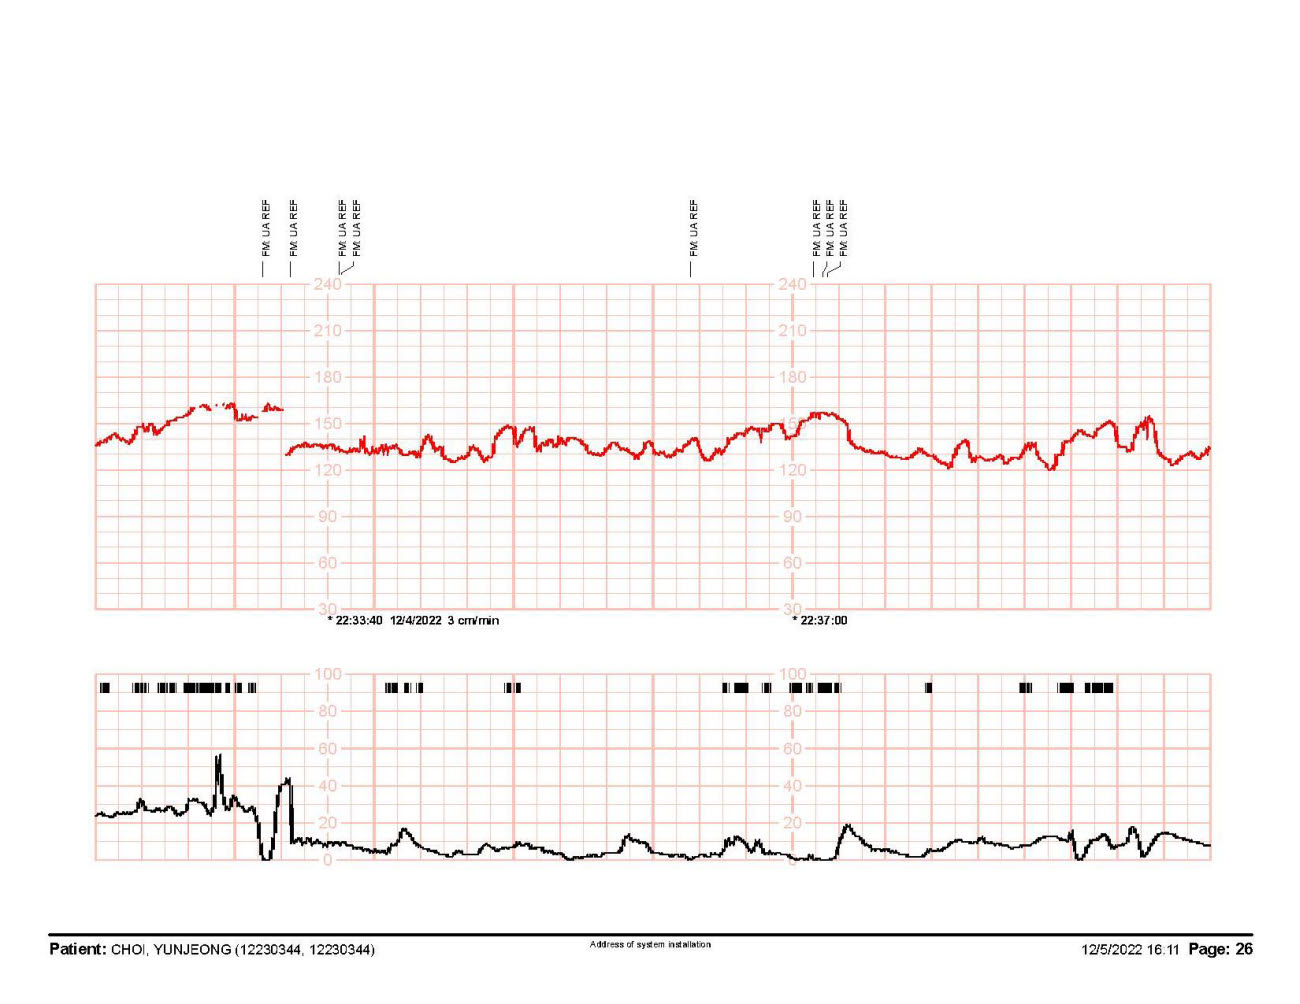 FM: UA REF
FM: UA REF
FM: UA REF
FM: UA REF
FM: UA REF
FM: UA REF
FM: UA REF
FM: UA REF
240 240
210 210
180 180
150 150
120 120
90 90
60 60
30 30
* 22:33:40 12/4/2022 3 cm/min * 22:37:00
100 100
80 80
60 60
40 40
20 20
0 0
Patient: CHOI, YUNJEONG (12230344, 12230344) Address of system installation 12/5/2022 16:11 Page: 26